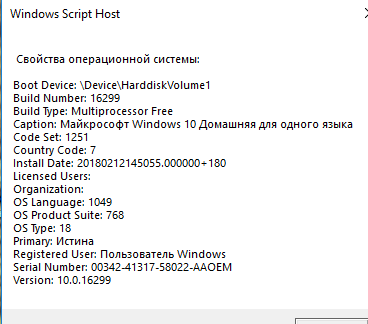 Windows Script Host
Свойства операционной системы:
Boot Device: \Device\HarddiskVolume1
Build Number: 16299
Build Type: Multiprocessor Free
Caption: Майкрософт Windows 10 Домашняя для одного языка
Code Set: 1251
Country Code: 7
Install Date: 20180212145055.000000+180
Licensed Users:
Organization:
OS Language: 1049
OS Product Suite: 768
OS Type: 18
Primary: Истина
Registered User: Пользователь Windows
Serial Number: 00342-41317-58022-AAOEM
Version: 10.0.16299